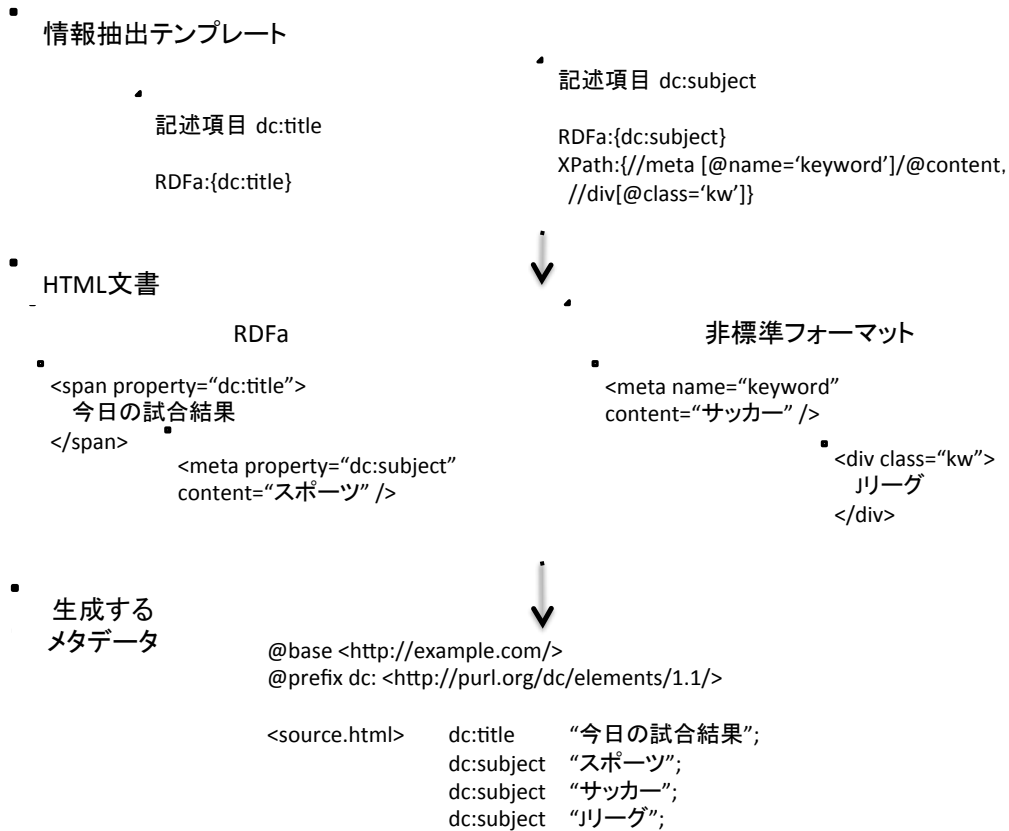 情報抽出テンプレート
記述項目 dc:title
RDFa:{dc:title}
記述項目 dc:subject
RDFa:{dc:subject}
XPath:{//meta [@name=‘keyword’]/@content,
//div[@class=‘kw’]}
HTML文書
RDFa
<span property=“dc:title”>
今日の試合結果
</span>
<meta property=“dc:subject”
content=“スポーツ” />
非標準フォーマット
<meta name=“keyword”
content=“サッカー” />
<div class=“kw”>
Jリーグ
</div>
生成する
メタデータ
@base <http://example.com/>
@prefix dc: <http://purl.org/dc/elements/1.1/>
<source.html> dc:title “今日の試合結果”;
dc:subject “スポーツ”;
dc:subject “サッカー”;
dc:subject “Jリーグ”;